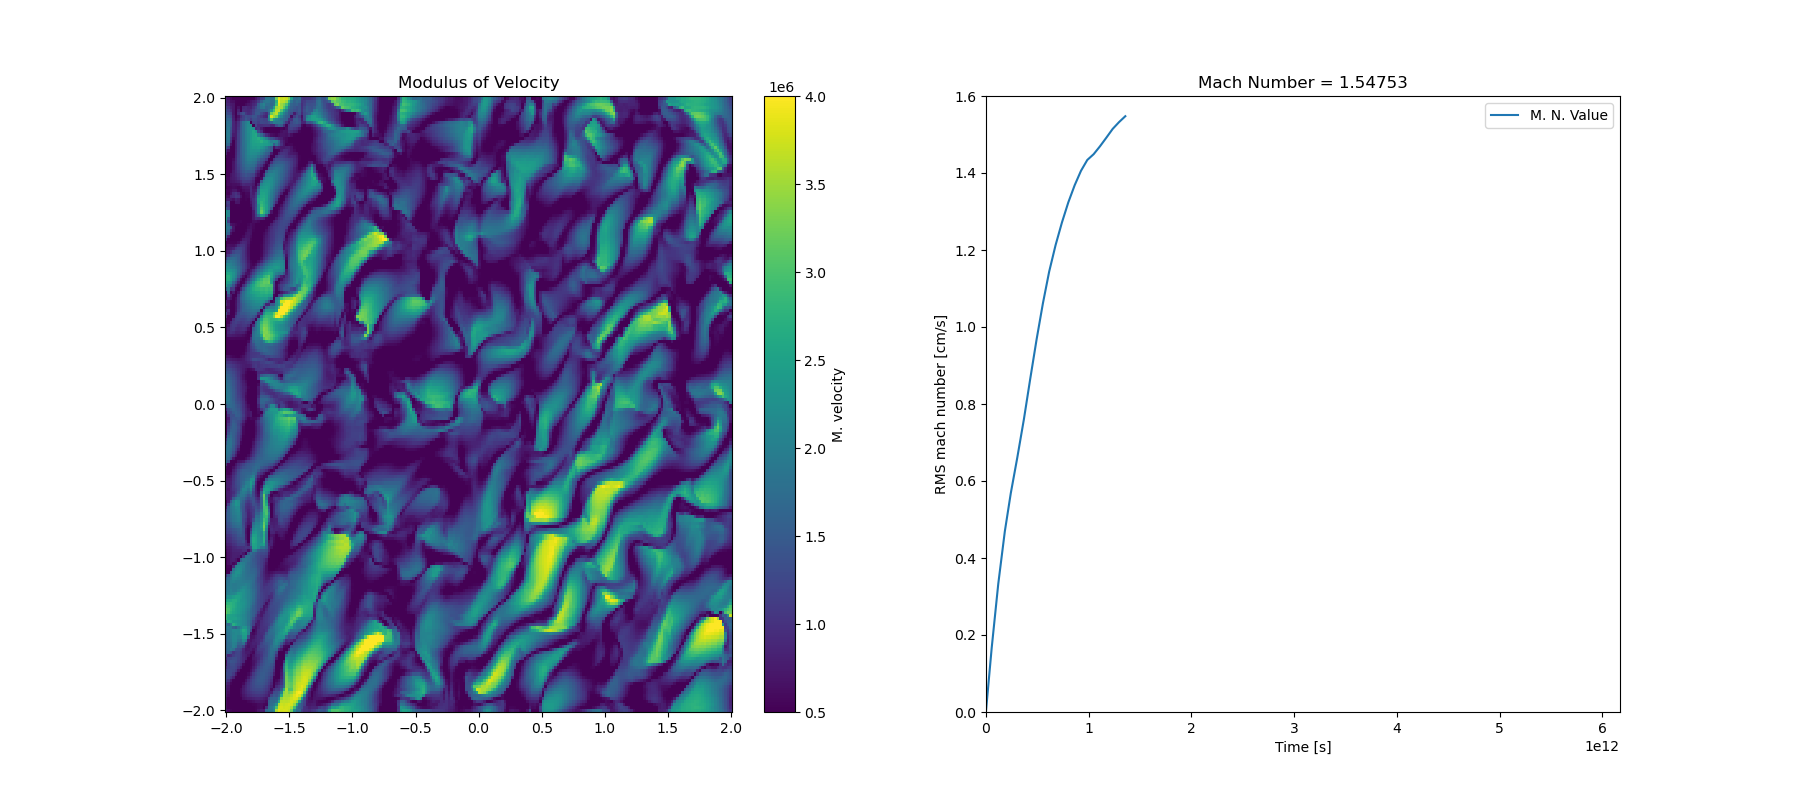 Modulus of Velocity
2.0
1.5
1.0
0.5
0.0
−0.5
−1.0
−1.5
−2.0
−2.0 −1.5 −1.0 −0.5 0.0 0.5 1.0 1.5 2.0
1e6
4.0
3.5
3.0
2.5
2.0
1.5
1.0
0.5
M. velocity
Mach Number = 1.54753
M. N. Value
RMS mach number [cm/s]
1.6
1.4
1.2
1.0
0.8
0.6
0.4
0.2
0.0
0 1 2 3 4 5 6
Time [s]
1e12